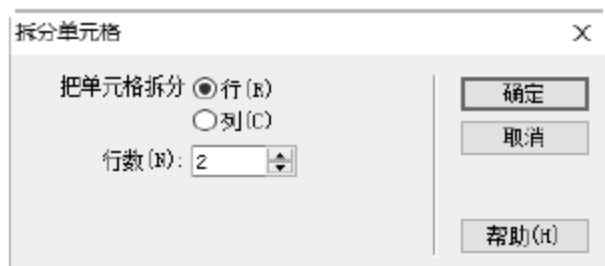 拆分单元格
把单元格拆分 行(R)
列(C)
行数(N): 2
确定
取消
帮助(H)